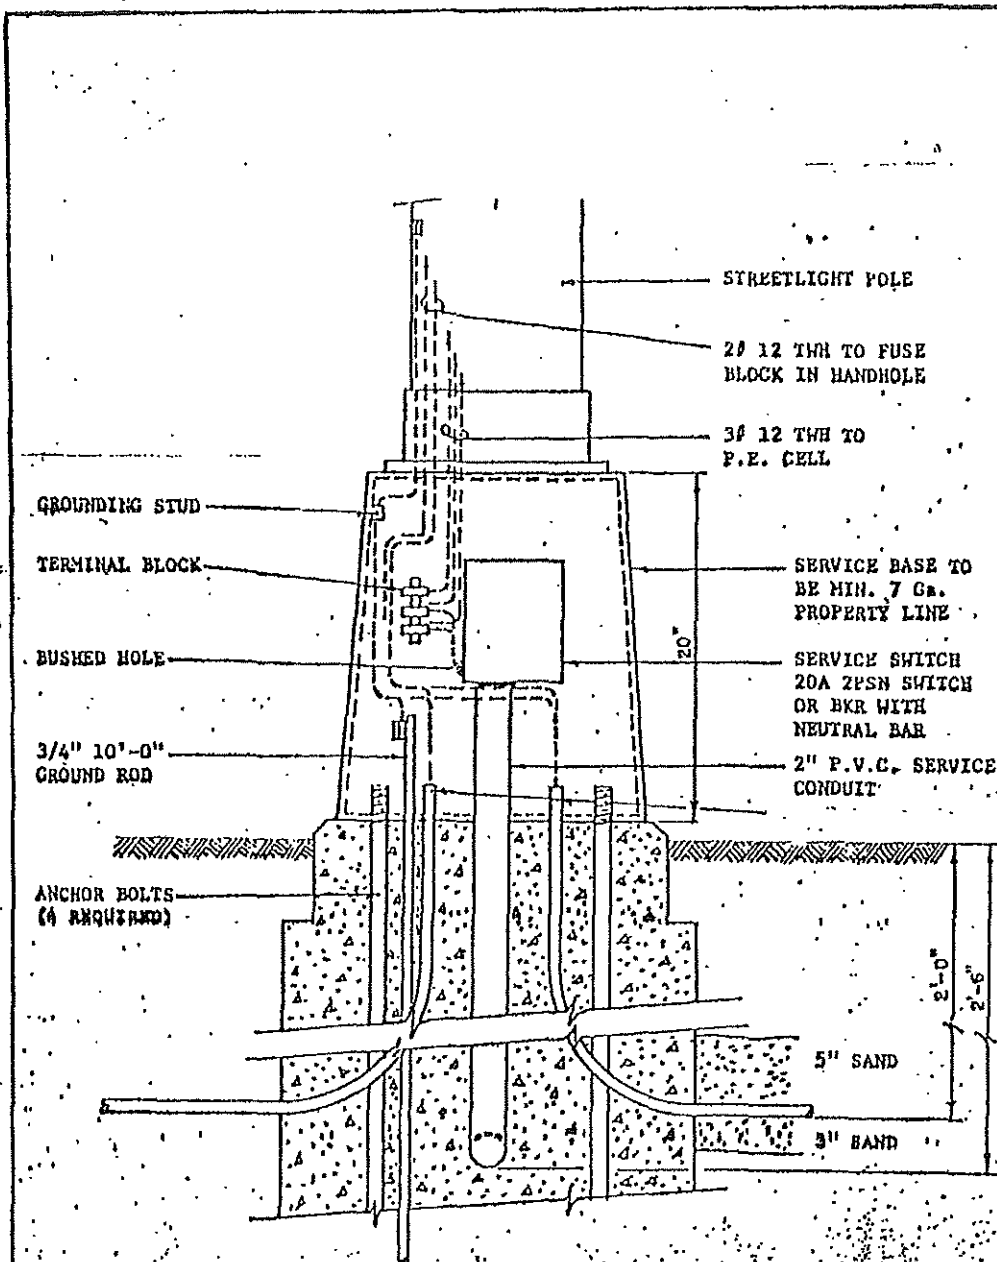 STREETLIGHT POLE
2# 12 TWH TO FUSE
BLOCK IN HANDHOLE
3# 12 TWH TO
P.E. CELL
GROUNDING STUD
TERMINAL BLOCK
SERVICE BASE TO
BE MIN. 7 GA.
PROPERTY LINE
20"
BUSHED HOLE
SERVICE SWITCH
20A 2PSN SWITCH
OR BKR WITH
NEUTRAL BAR
3/4" 10'-0"
GROUND ROD
2" P.V.C. SERVICE
CONDUIT
ANCHOR BOLTS
(4 REQUIRED)
2'-0"
2'-6"
5" SAND
3" SAND